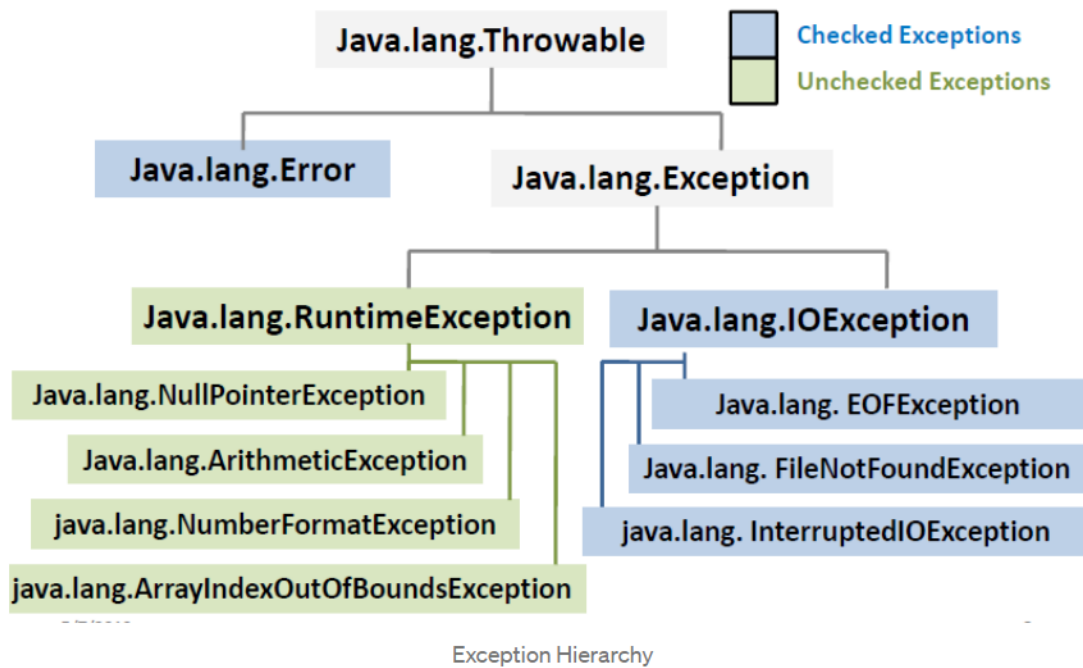 Java.lang.Throwable
Checked Exceptions
Unchecked Exceptions
Java.lang.Error
Java.lang.Exception
Java.lang.RuntimeException
Java.lang.IOException
Java.lang.NullPointerException
Java.lang. EOFException
Java.lang.ArithmeticException
Java.lang. FileNotFoundException
java.lang.NumberFormatException
java.lang. InterruptedIOException
java.lang.ArrayIndexOutOfBoundsException
Exception Hierarchy